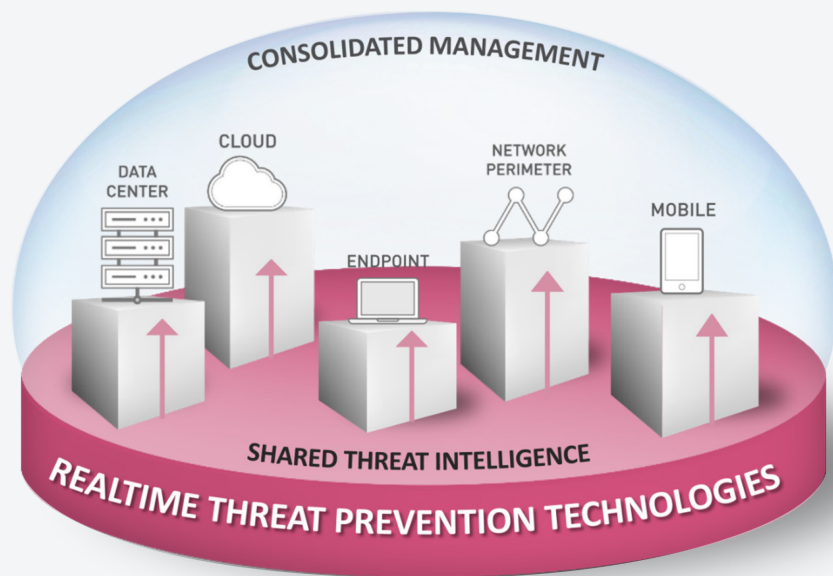 CONSOLIDATED MANAGEMENT
CLOUD
DATA
CENTER
NETWORK
PERIMETER
MOBILE
ENDPOINT
SHARED THREAT INTELLIGENCE
REALTIME THREAT PREVENTION TECHNOLOGIES